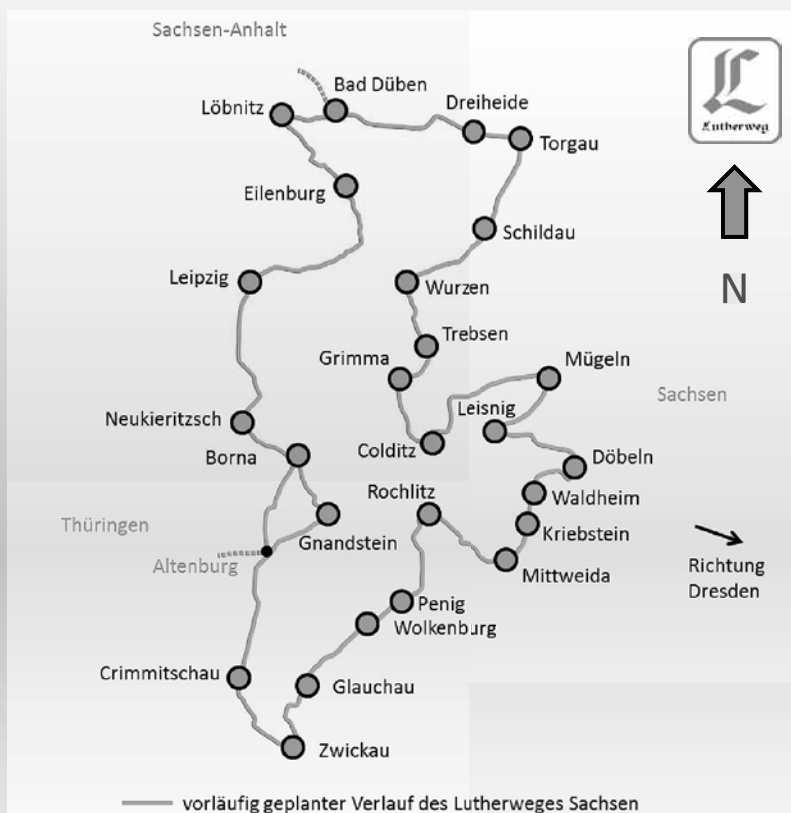 Sachsen-Anhalt
Bad Düben
Löbnitz
Dreiheide
Torgau
Lutherweg
Eilenburg
Schildau
Leipzig
Wurzen
N
Trebsen
Grimma
Mügeln
Sachsen
Leisnig
Neukieritzsch
Colditz
Borna
Döbeln
Rochlitz
Waldheim
Thüringen
Kriebstein
Gnandstein
Altenburg
Mittweida
Richtung
Dresden
Penig
Wolkenburg
Crimmitschau
Glauchau
Zwickau
vorläufig geplanter Verlauf des Lutherweges Sachsen